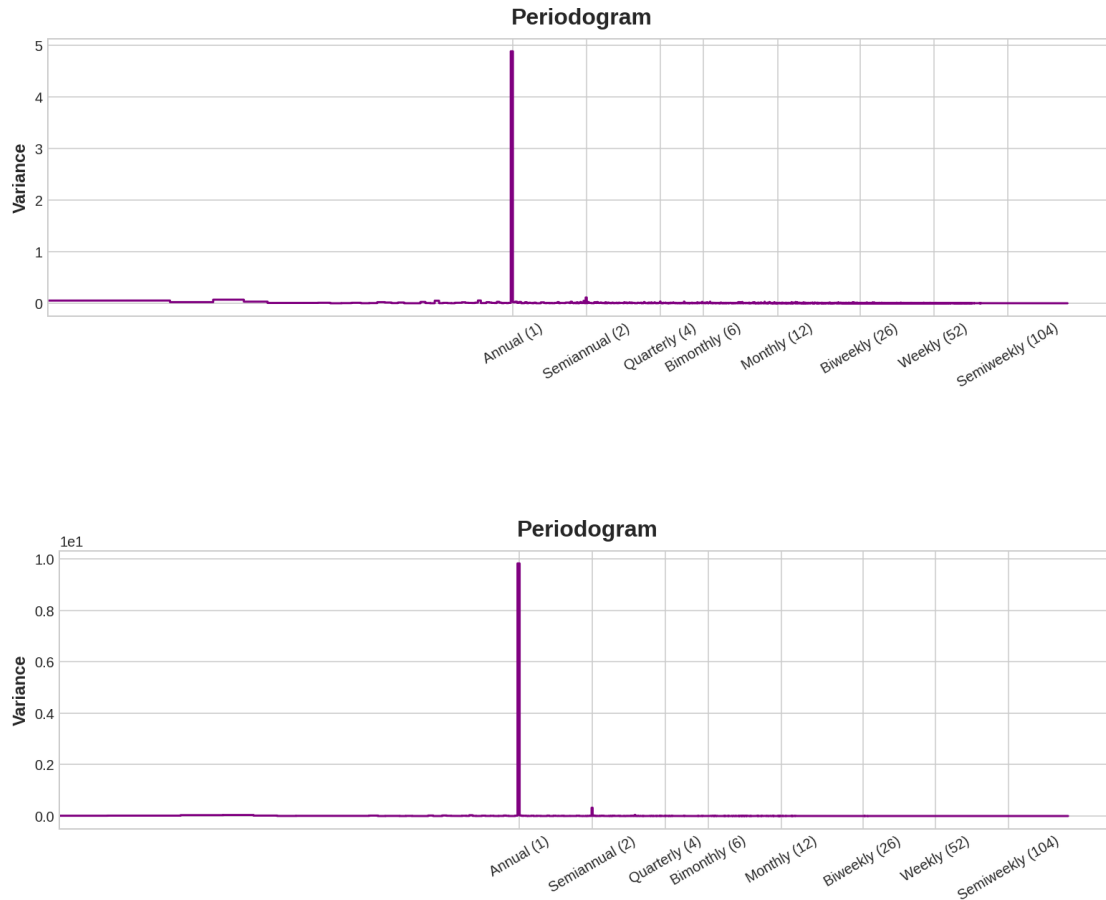 Periodogram
5
4
3
2
1
0
Variance
Annual (1)
Semiannual (2)
Quarterly (4)
Bimonthly (6)
Monthly (12)
Biweekly (26)
Weekly (52)
Semiweekly (104)
Periodogram
1e1
1.0
0.8
0.6
0.4
0.2
0.0
Variance
Annual (1)
Semiannual (2)
Quarterly (4)
Bimonthly (6)
Monthly (12)
Biweekly (26)
Weekly (52)
Semiweekly (104)